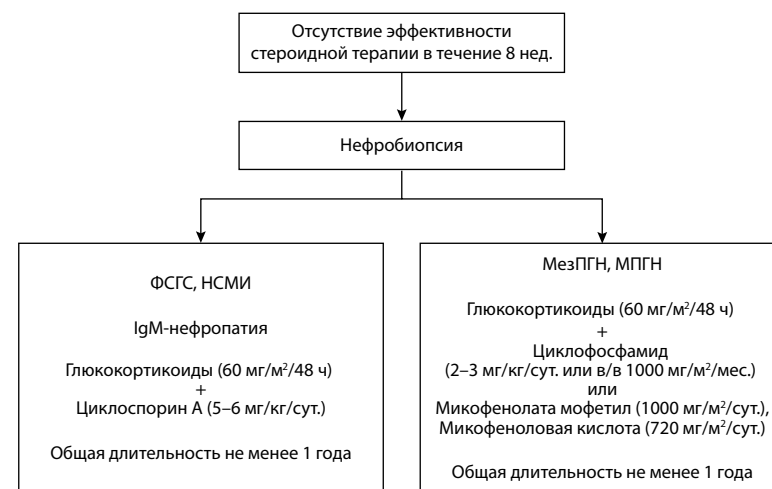 Отсутствие эффективности
стероидной терапии в течение 8 нед.
Нефробиопсия
ФСГС, НСМИ
IgM-нефропатия
Глюкокортикоиды (60 мг/м²/48 ч)
+
Циклоспорин А (5–6 мг/кг/сут.)
Общая длительность не менее 1 года
МезПГН, МПГН
Глюкокортикоиды (60 мг/м²/48 ч)
+
Циклофосфамид
(2–3 мг/кг/сут. или в/в 1000 мг/м²/мес.)
или
Микофенолата мофетил (1000 мг/м²/сут.),
Микофеноловая кислота (720 мг/м²/сут.)
Общая длительность не менее 1 года